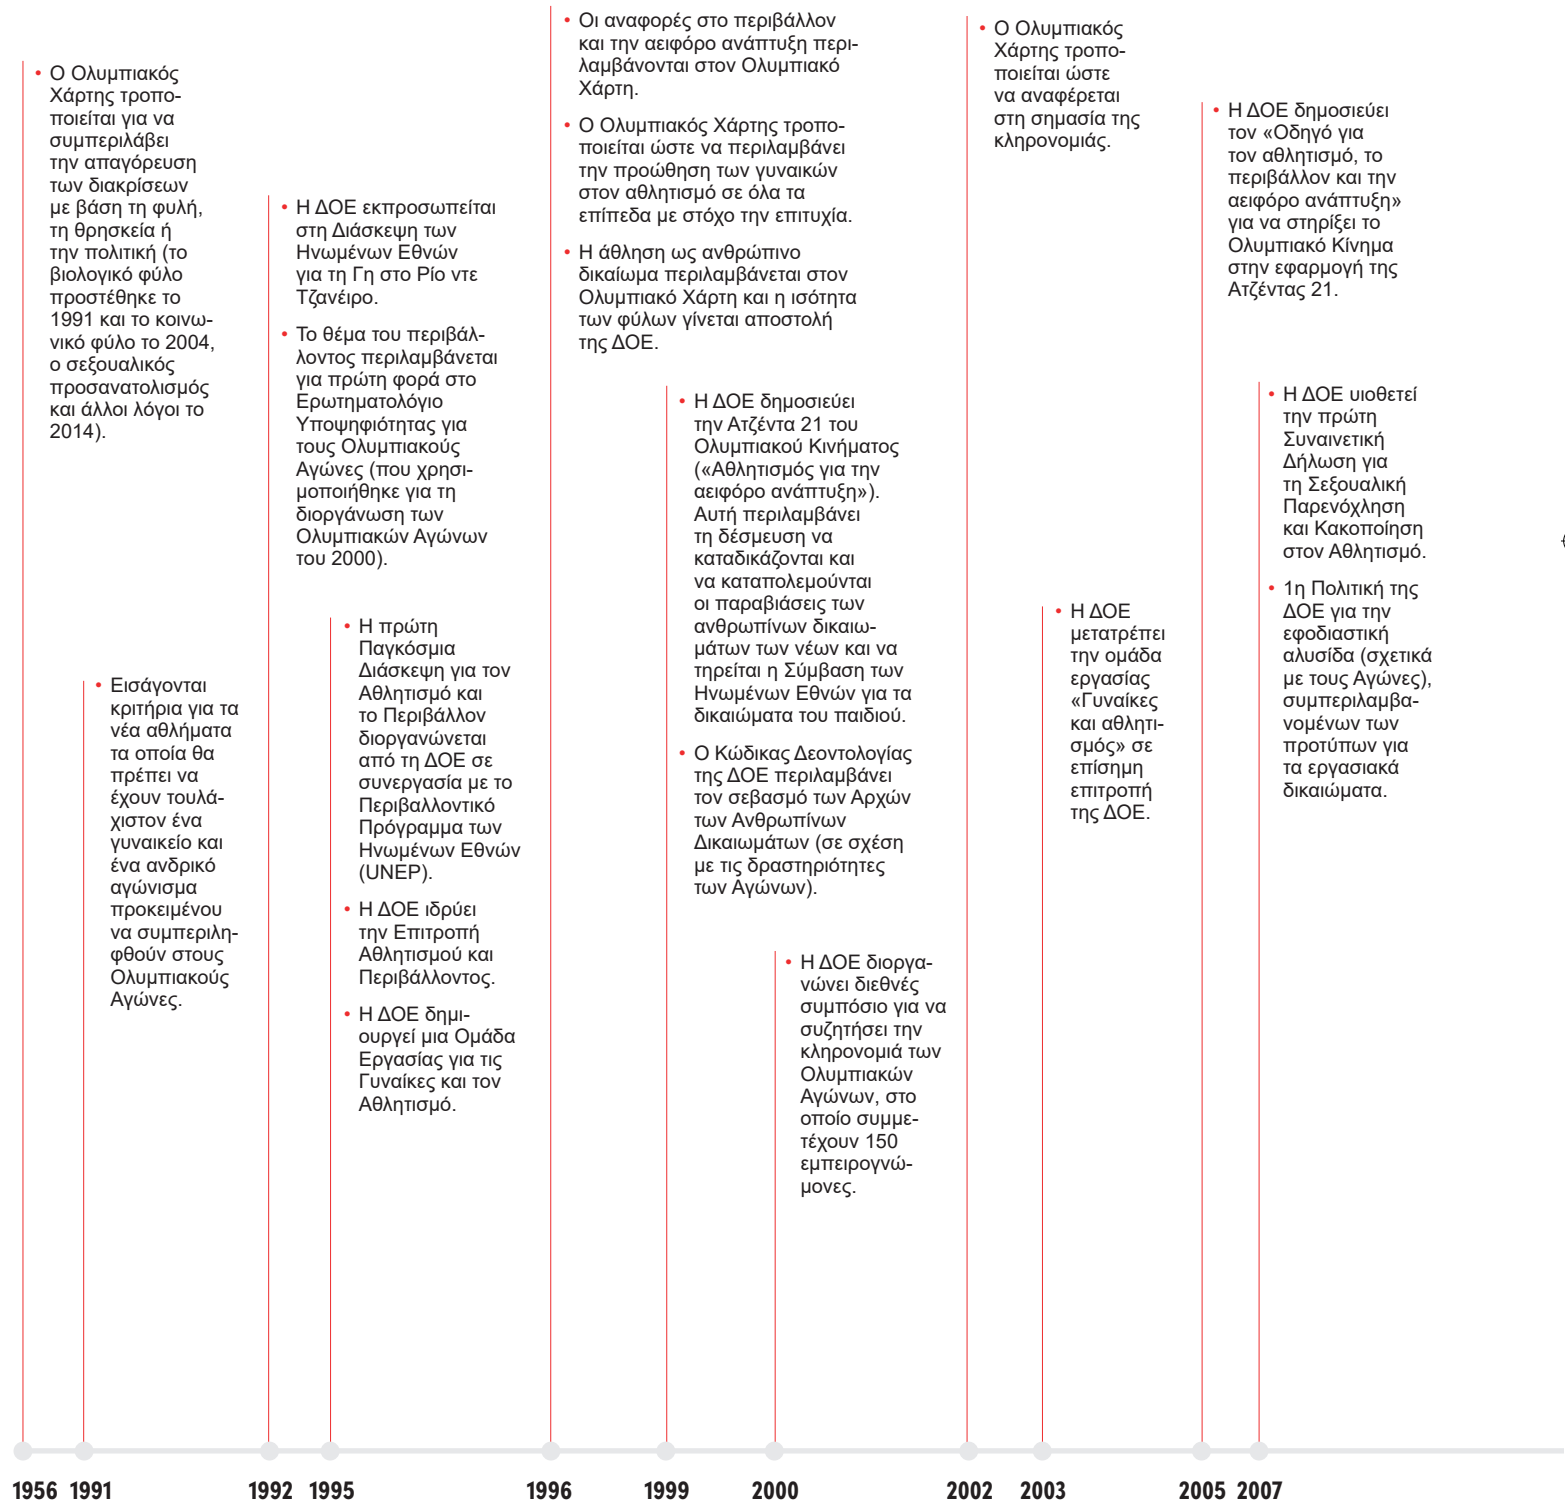 • Ο Ολυμπιακός
Χάρτης τροπο-
ποιείται για να
συμπεριλάβει
την απαγόρευση
των διακρίσεων
με βάση τη φυλή,
τη θρησκεία ή
την πολιτική (το
βιολογικό φύλο
προστέθηκε το
1991 και το κοινω-
νικό φύλο το 2004,
ο σεξουαλικός
προσανατολισμός
και άλλοι λόγοι το
2014).
• Εισάγονται
κριτήρια για τα
νέα αθλήματα
τα οποία θα
πρέπει να
έχουν τουλά-
χιστον ένα
γυναικείο και
ένα ανδρικό
αγώνισμα
προκειμένου
να συμπεριλη-
φθούν στους
Ολυμπιακούς
Αγώνες.
• Η ΔΟΕ εκπροσωπείται
στη Διάσκεψη των
Ηνωμένων Εθνών
για τη Γη στο Ρίο ντε
Τζανέιρο.
• Το θέμα του περιβάλ-
λοντος περιλαμβάνεται
για πρώτη φορά στο
Ερωτηματολόγιο
Υποψηφιότητας για
τους Ολυμπιακούς
Αγώνες (που χρησι-
μοποιήθηκε για τη
διοργάνωση των
Ολυμπιακών Αγώνων
του 2000).
• Η πρώτη
Παγκόσμια
Διάσκεψη για τον
Αθλητισμό και
το Περιβάλλον
διοργανώνεται
από τη ΔΟΕ σε
συνεργασία με το
Περιβαλλοντικό
Πρόγραμμα των
Ηνωμένων Εθνών
(UNEP).
• Η ΔΟΕ ιδρύει
την Επιτροπή
Αθλητισμού και
Περιβάλλοντος.
• Η ΔΟΕ δημι-
ουργεί μια Ομάδα
Εργασίας για τις
Γυναίκες και τον
Αθλητισμό.
• Οι αναφορές στο περιβάλλον
και την αειφόρο ανάπτυξη περι-
λαμβάνονται στον Ολυμπιακό
Χάρτη.
• Ο Ολυμπιακός Χάρτης τροπο-
ποιείται ώστε να περιλαμβάνει
την προώθηση των γυναικών
στον αθλητισμό σε όλα τα
επίπεδα με στόχο την επιτυχία.
• Η άθληση ως ανθρώπινο
δικαίωμα περιλαμβάνεται στον
Ολυμπιακό Χάρτη και η ισότητα
των φύλων γίνεται αποστολή
της ΔΟΕ.
• Η ΔΟΕ δημοσιεύει
την Ατζέντα 21 του
Ολυμπιακού Κινήματος
(«Αθλητισμός για την
αειφόρο ανάπτυξη»).
Αυτή περιλαμβάνει
τη δέσμευση να
καταδικάζονται και
να καταπολεμούνται
οι παραβιάσεις των
ανθρωπίνων δικαιω-
μάτων των νέων και να
τηρείται η Σύμβαση των
Ηνωμένων Εθνών για τα
δικαιώματα του παιδιού.
• Ο Κώδικας Δεοντολογίας
της ΔΟΕ περιλαμβάνει
τον σεβασμό των Αρχών
των Ανθρωπίνων
Δικαιωμάτων (σε σχέση
με τις δραστηριότητες
των Αγώνων).
• Η ΔΟΕ διοργα-
νώνει διεθνές
συμπόσιο για να
συζητήσει την
κληρονομιά των
Ολυμπιακών
Αγώνων, στο
οποίο συμμε-
τέχουν 150
εμπειρογνώ-
μονες.
• Ο Ολυμπιακός
Χάρτης τροπο-
ποιείται ώστε
να αναφέρεται
στη σημασία της
κληρονομιάς.
• Η ΔΟΕ
μετατρέπει
την ομάδα
εργασίας
«Γυναίκες
και αθλητι-
σμός» σε
επίσημη
επιτροπή
της ΔΟΕ.
• Η ΔΟΕ δημοσιεύει
τον «Οδηγό για
τον αθλητισμό, το
περιβάλλον και την
αειφόρο ανάπτυξη»
για να στηρίξει το
Ολυμπιακό Κίνημα
στην εφαρμογή της
Ατζέντας 21.
• Η ΔΟΕ υιοθετεί
την πρώτη
Συναινετική
Δήλωση για
τη Σεξουαλική
Παρενόχληση
και Κακοποίηση
στον Αθλητισμό.
• 1η Πολιτική της
ΔΟΕ για την
εφοδιαστική
αλυσίδα (σχετικά
με τους Αγώνες),
συμπεριλαμβα-
νομένων των
προτύπων για
τα εργασιακά
δικαιώματα.
1956 1991 1992 1995 1996 1999 2000 2002 2003 2005 2007